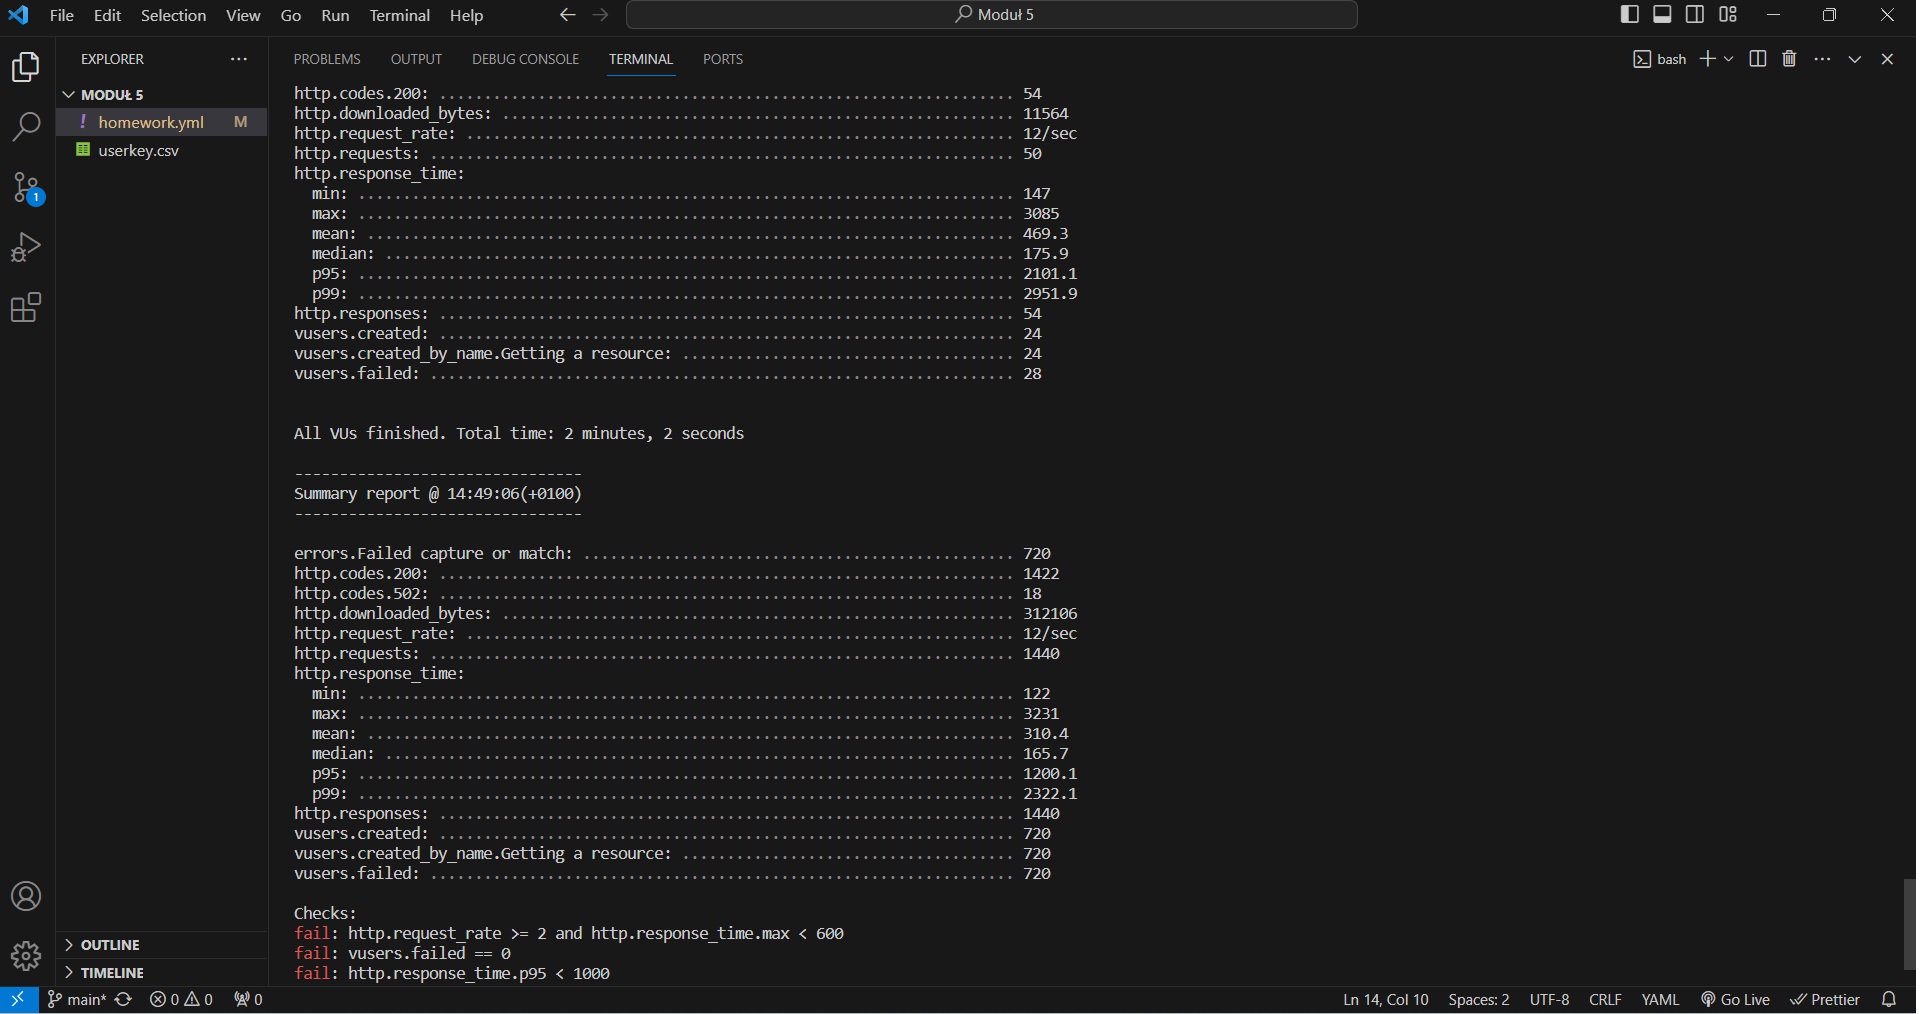 File Edit Selection View Go Run Terminal Help
Moduł 5
EXPLORER
MODUŁ 5
! homework.yml M
userkey.csv
1
PROBLEMS OUTPUT DEBUG CONSOLE TERMINAL PORTS
bash
http.codes.200: ................................................................ 54
http.downloaded_bytes: ......................................................... 11564
http.request_rate: ............................................................. 12/sec
http.requests: ................................................................. 50
http.response_time:
min: ......................................................................... 147
max: ......................................................................... 3085
mean: ........................................................................ 469.3
median: ...................................................................... 175.9
p95: ......................................................................... 2101.1
p99: ......................................................................... 2951.9
http.responses: ................................................................ 54
vusers.created: ................................................................ 24
vusers.created_by_name.Getting a resource: ..................................... 24
vusers.failed: ................................................................. 28
All VUs finished. Total time: 2 minutes, 2 seconds
--------------------------------
Summary report @ 14:49:06(+0100)
--------------------------------
errors.Failed capture or match: ................................................ 720
http.codes.200: ................................................................ 1422
http.codes.502: ................................................................ 18
http.downloaded_bytes: ......................................................... 312106
http.request_rate: ............................................................. 12/sec
http.requests: ................................................................. 1440
http.response_time:
min: ......................................................................... 122
max: ......................................................................... 3231
mean: ........................................................................ 310.4
median: ...................................................................... 165.7
p95: ......................................................................... 1200.1
p99: ......................................................................... 2322.1
http.responses: ................................................................ 1440
vusers.created: ................................................................ 720
vusers.created_by_name.Getting a resource: ..................................... 720
vusers.failed: ................................................................. 720
Checks:
fail: http.request_rate >= 2 and http.response_time.max < 600
fail: vusers.failed == 0
fail: http.response_time.p95 < 1000
OUTLINE
TIMELINE
main* 0 0 0 Ln 14, Col 10 Spaces: 2 UTF-8 CRLF YAML Go Live Prettier